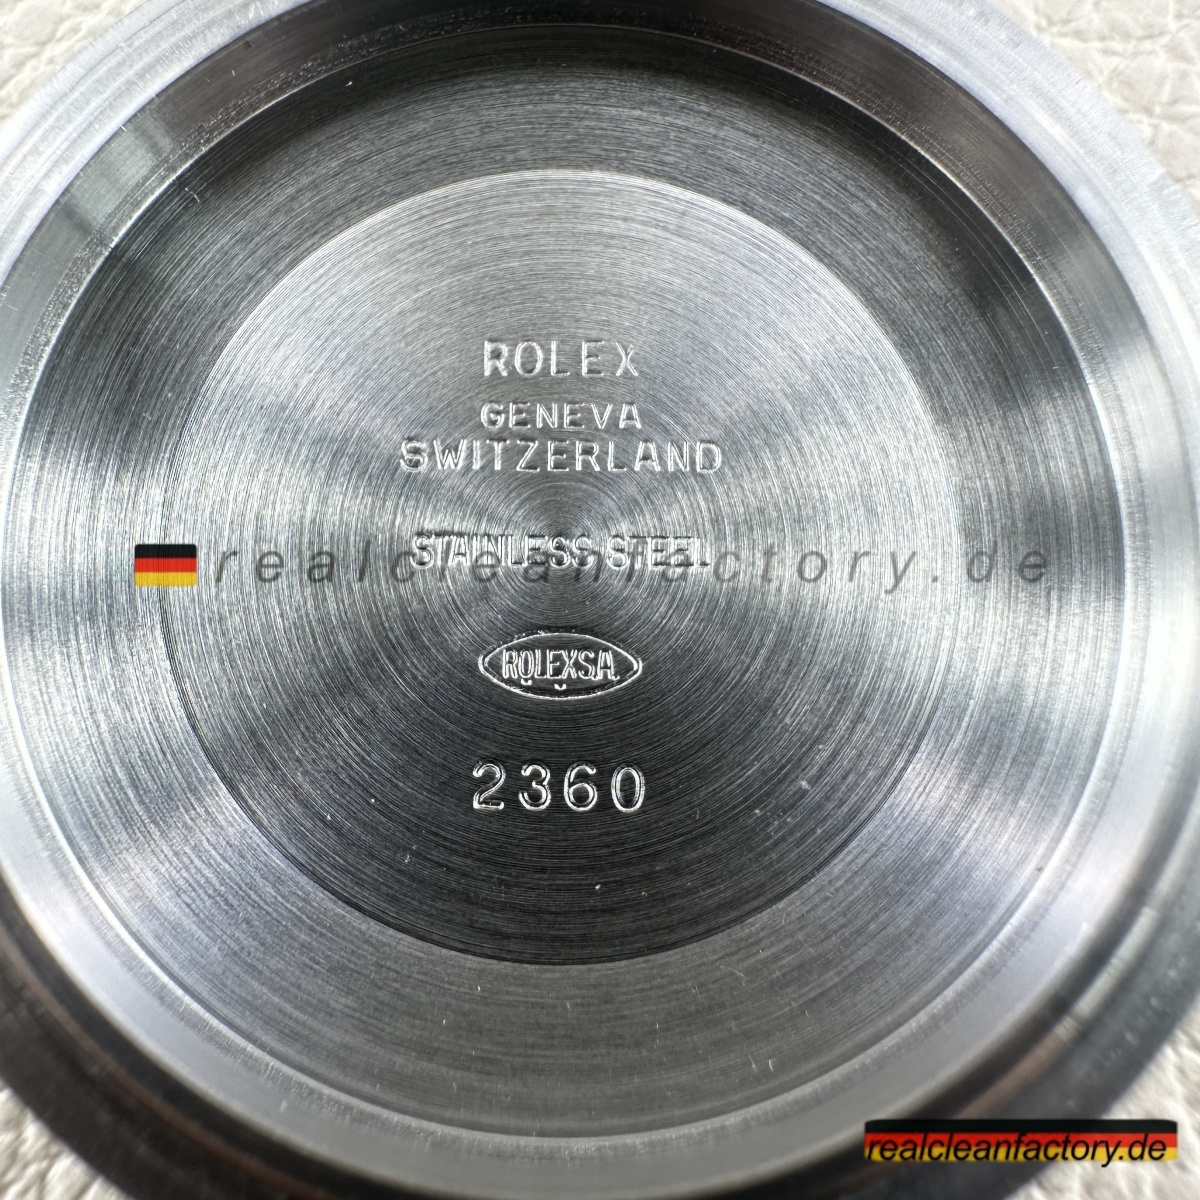 ROLEX
GENEVA
SWITZERLAND
STAINLESS STEEL
realcleanfactory.de
ROLEX S.A.
2360
realcleanfactory.de